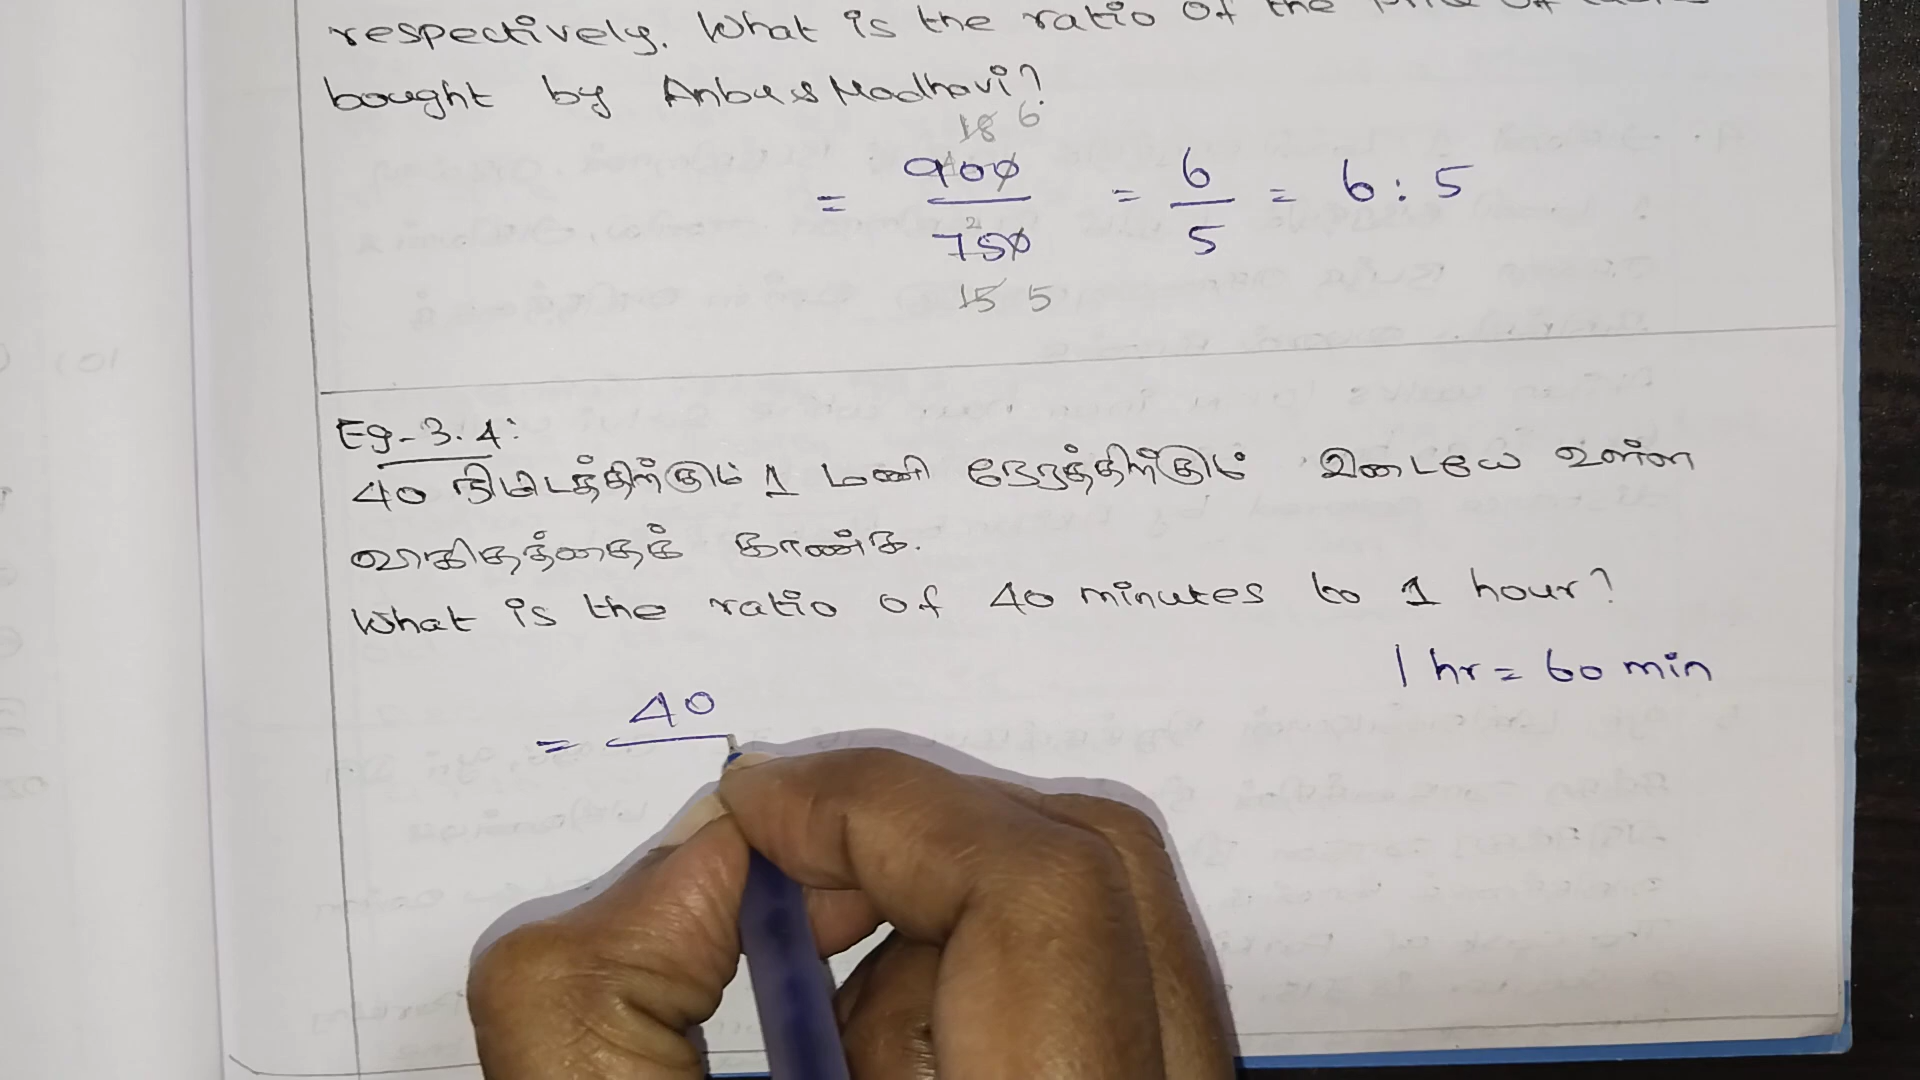 respectively. What is the ratio of the
bought by Anbu & Madhavi?
18 6
= 900 / 750 = 6 / 5 = 6 : 5
2
15 5
Eg-3.4:
40 நிமிடத்திற்கும் 1 மணி நேரத்திற்கும் இடையே உள்ள
விகிதத்தைக் காண்க.
What is the ratio of 40 minutes to 1 hour?
1 hr = 60 min
= 40